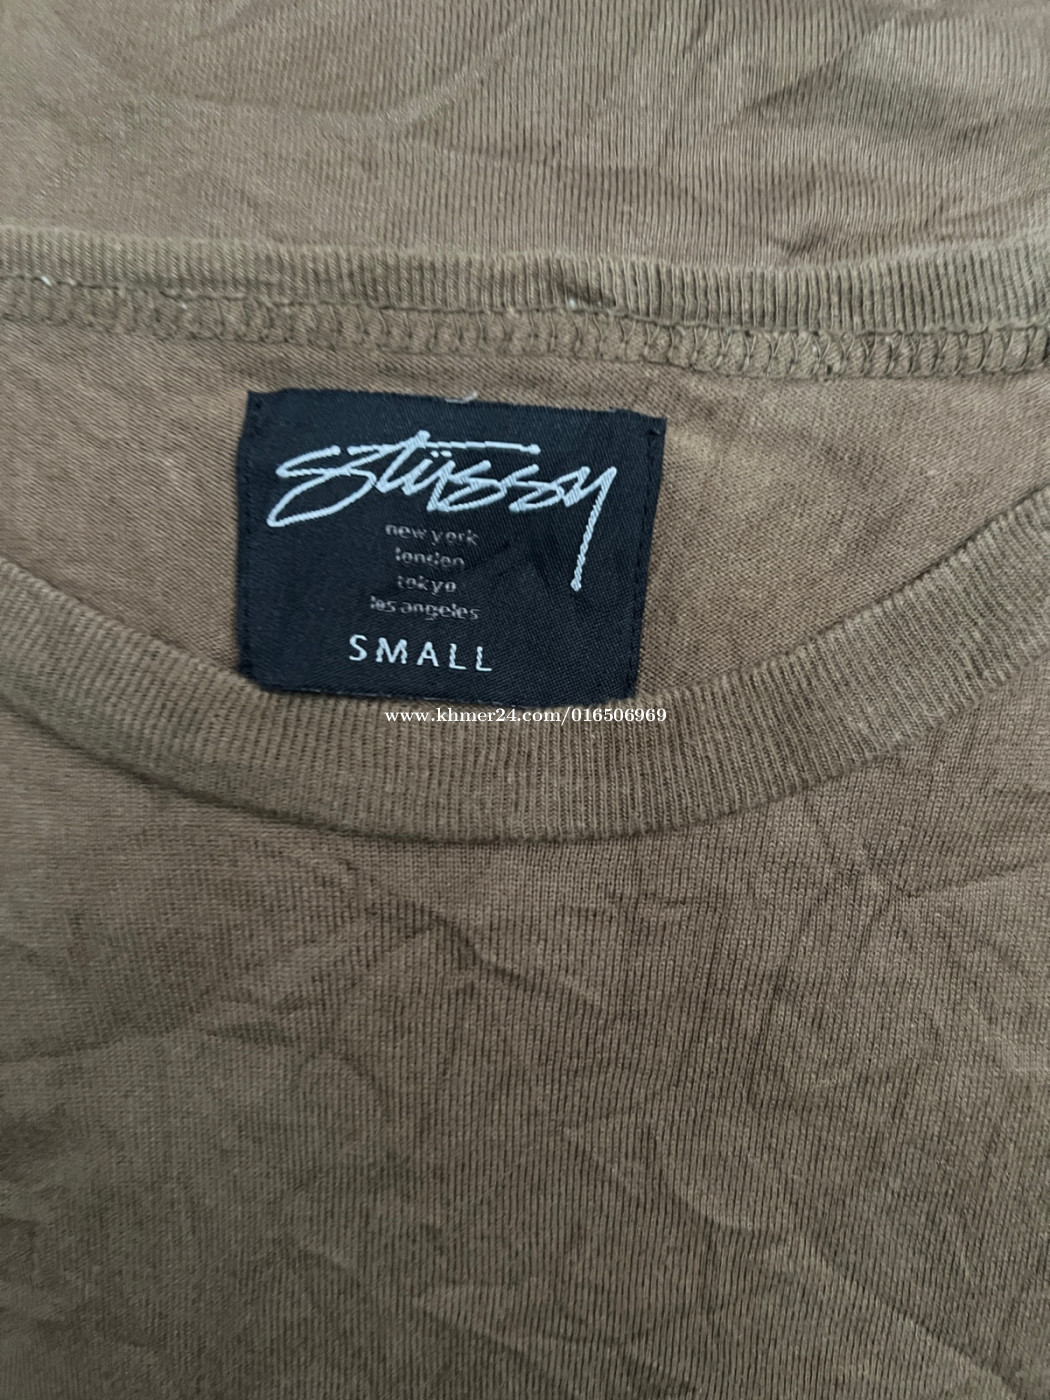 stüssy
new york
london
tokyo
los angeles
SMALL
www.khmer24.com/016506969